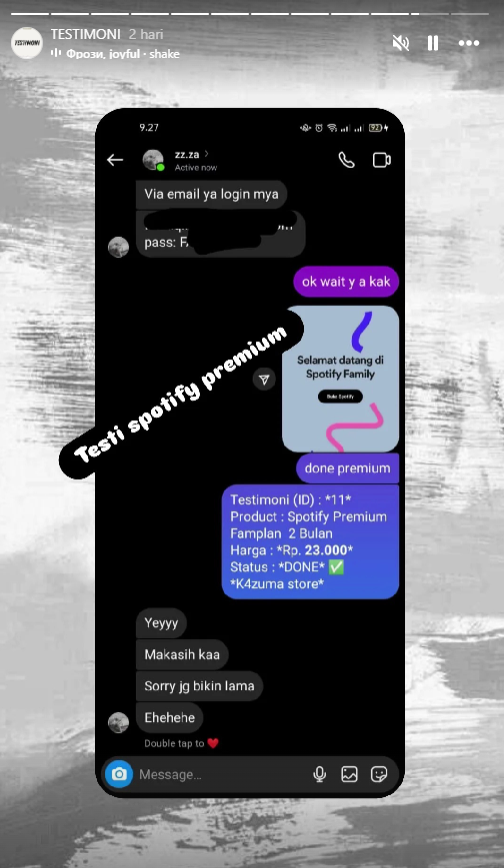 TESTIMONI 2 hari
TESTIMONI
Фрози, joyful · shake
9.27
92
zz.za
Active now
Via email ya login mya
pass:
ok wait y a kak
Selamat datang di
Spotify Family
Buka Spotify
Testi spotify premium
done premium
Testimoni (ID) : *11*
Product : Spotify Premium
Famplan 2 Bulan
Harga : *Rp. 23.000*
Status : *DONE* ✅
*K4zuma store*
Yeyyy
Makasih kaa
Sorry jg bikin lama
Ehehehe
Double tap to ❤️
Message...